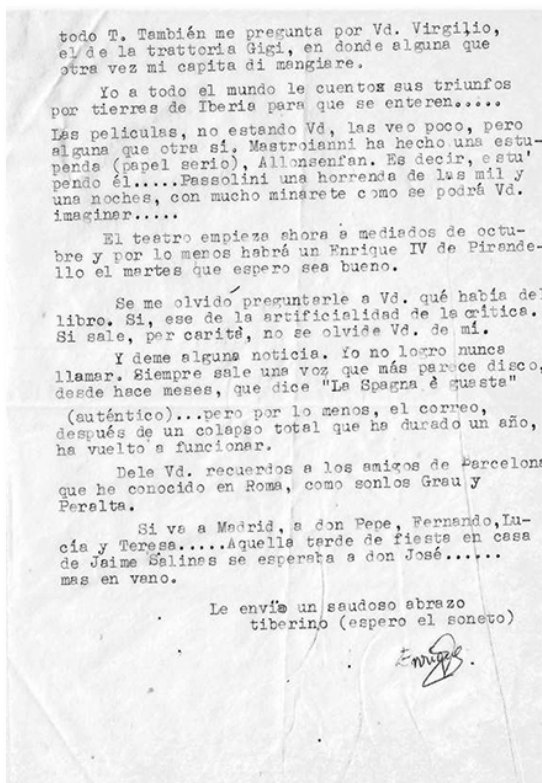 todo T. También me pregunta por Vd. Virgilio,
el de la trattoria Gigi, en donde alguna que
otra vez mi capita di mangiare.
Yo a todo el mundo le cuentos sus triunfos
por tierras de Iberia para que se enteren.....
Las peliculas, no estando Vd, las veo poco, pero
alguna que otra si. Mastroianni ha hecho una estu-
penda (papel serio), Allonsenfan. Es decir, estu'
pendo él.....Passolini una horrenda de las mil y
una noches, con mucho minarete como se podrá Vd.
imaginar.....
El teatro empieza ahora a mediados de octu-
bre y por lo menos habrá un Enrique IV de Pirande-
llo el martes que espero sea bueno.
Se me olvidó preguntarle a Vd. qué había del
libro. Si, ese de la artificialidad de la critica.
Si sale, per carità, no se olvide Vd. de mí.
Y deme alguna noticia. Yo no logro nunca
llamar. Siempre sale una voz que más parece disco,
desde hace meses, que dice "La Spagna è guasta"
(auténtico)...pero por lo menos, el correo,
después de un colapso total que ha durado un año,
ha vuelto a funcionar.
Dele Vd. recuerdos a los amigos de Barcelona
que he conocido en Roma, como sonlos Grau y
Peralta.
Si va a Madrid, a don Pepe, Fernando,Lu-
cía y Teresa.....Aquella tarde de fiesta en casa
de Jaime Salinas se esperaba a don José......
mas en vano.
Le envío un saudoso abrazo
tiberino (espero el soneto)
Enrique.